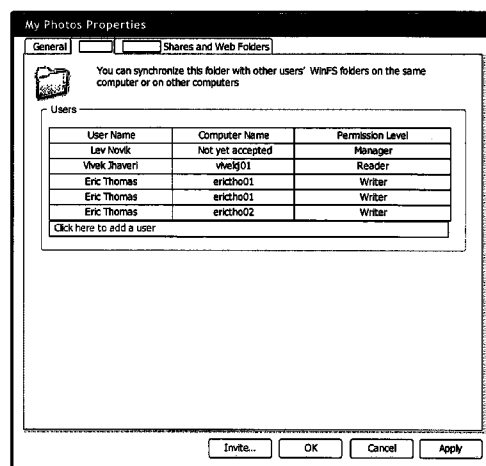 My Photos Properties
General Shares and Web Folders
You can synchronize this folder with other users' WinFS folders on the same
computer or on other computers
Users
User Name Computer Name Permission Level
Lev Novik Not yet accepted Manager
Vivek Jhaveri vivekj01 Reader
Eric Thomas erictho01 Writer
Eric Thomas erictho01 Writer
Eric Thomas erictho02 Writer
Click here to add a user
Invite... OK Cancel Apply